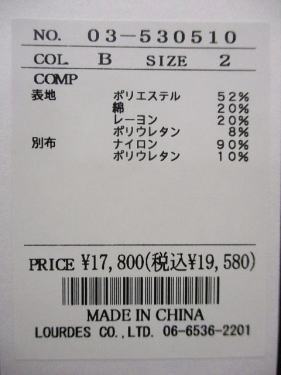 NO. 03-530510
COL. B SIZE 2
COMP
表地 ポリエステル 52%
綿 20%
レーヨン 20%
ポリウレタン 8%
別布 ナイロン 90%
ポリウレタン 10%
PRICE ¥17,800(税込¥19,580)
MADE IN CHINA
LOURDES CO.,LTD. 06-6536-2201